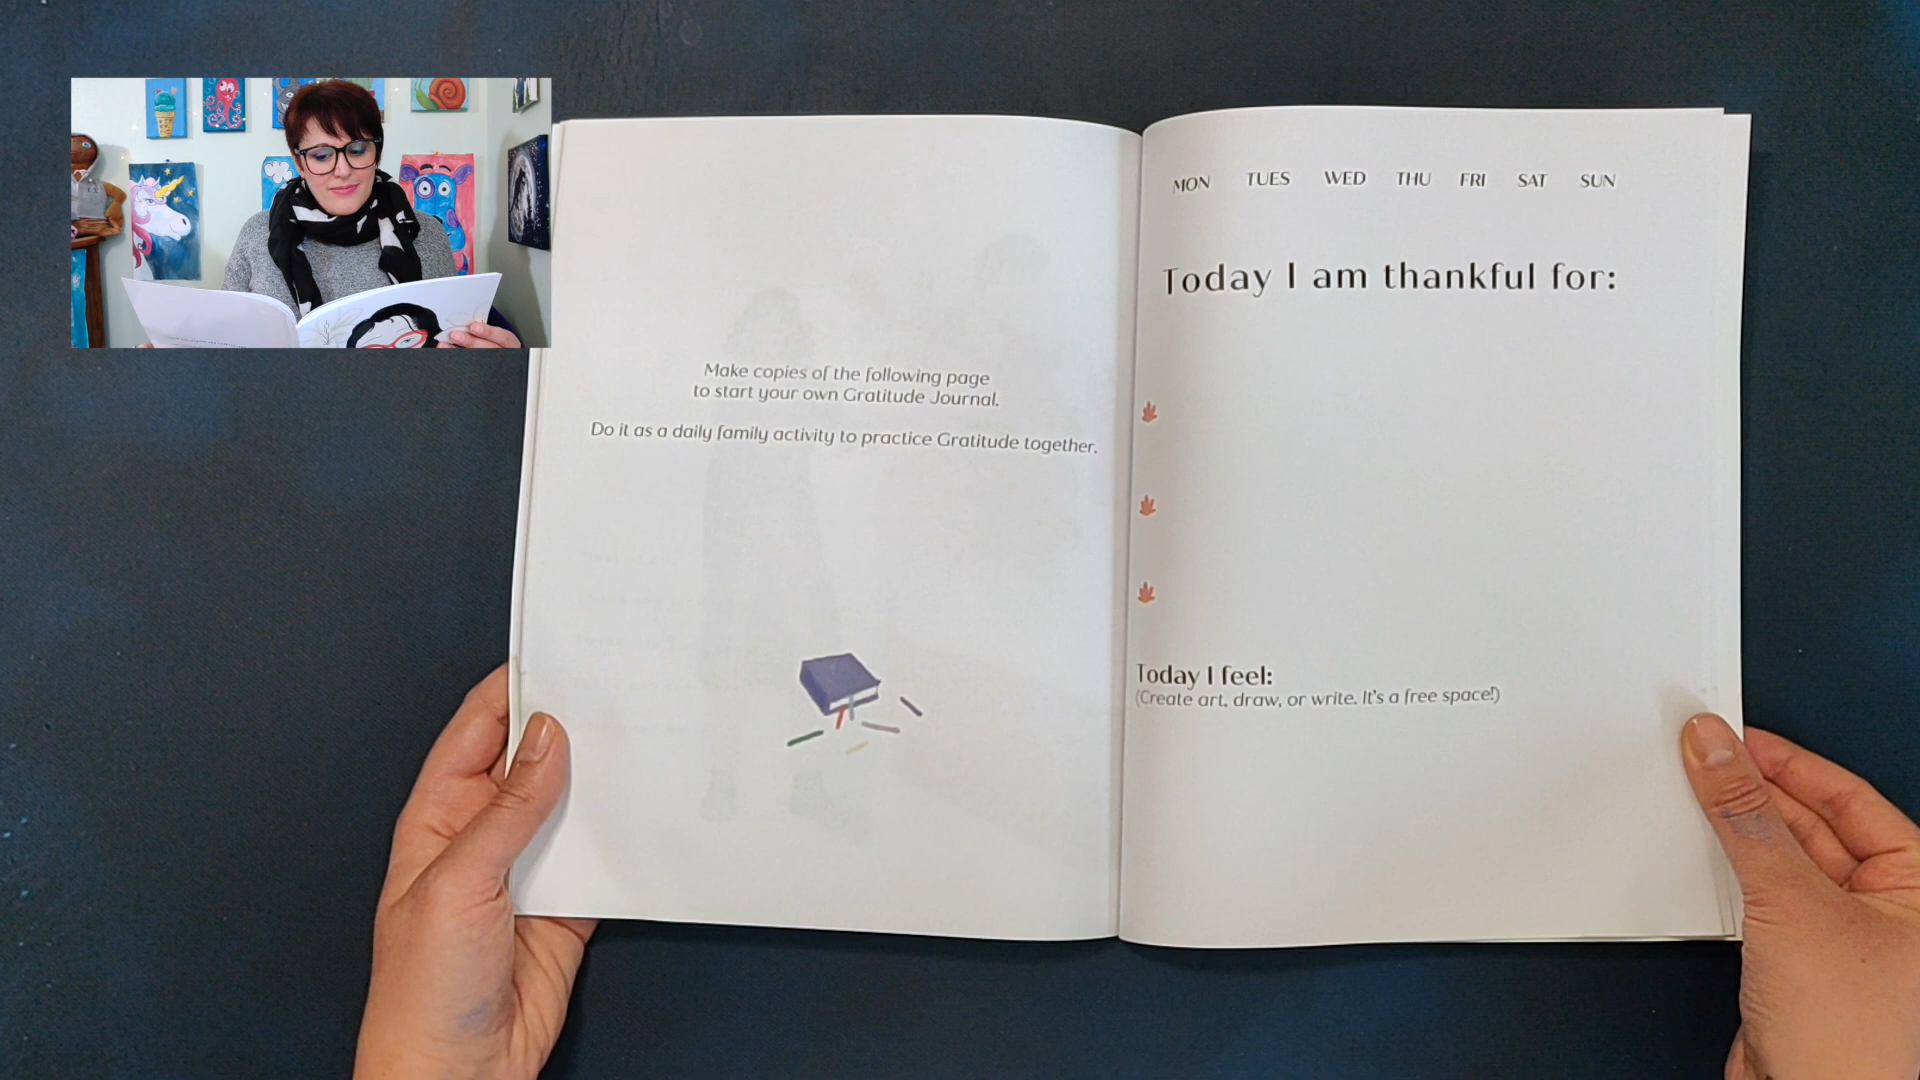 Make copies of the following page
to start your own Gratitude Journal.
Do it as a daily family activity to practice Gratitude together.
MON TUES WED THU FRI SAT SUN
Today I am thankful for:
Today I feel:
(Create art, draw, or write. It's a free space!)